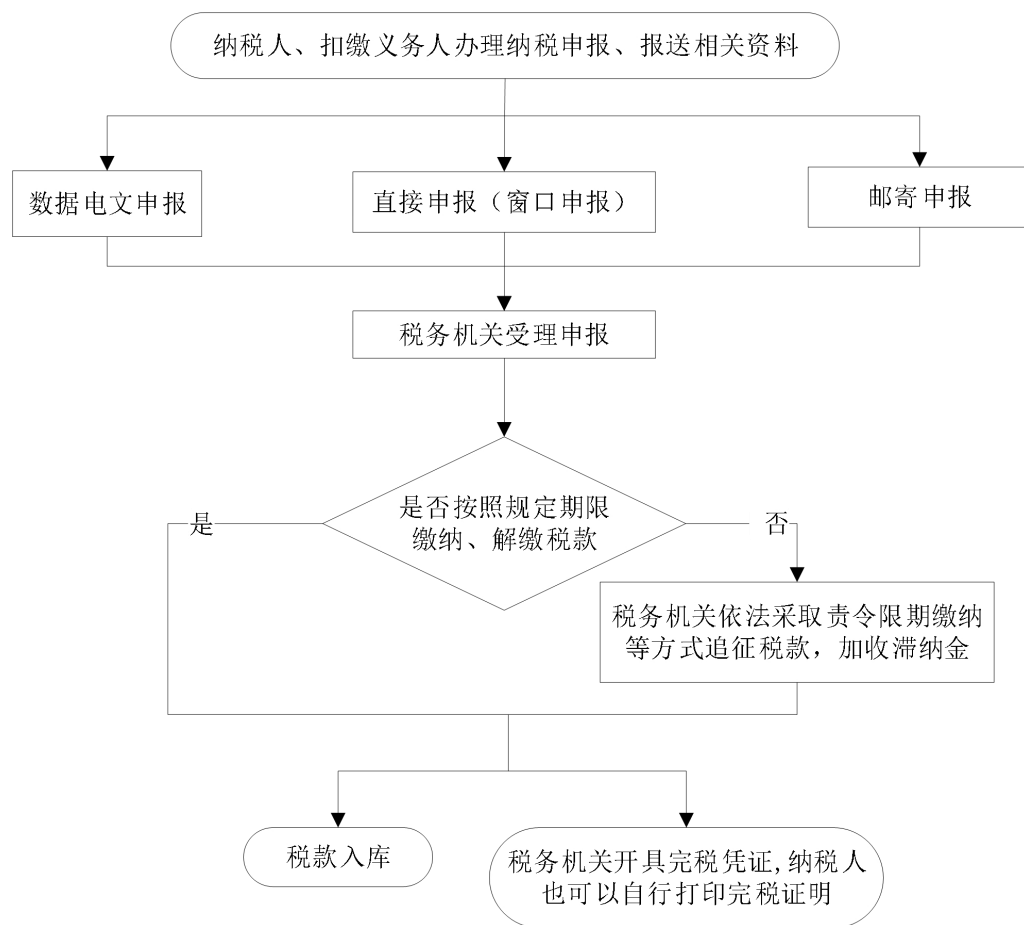 纳税人、扣缴义务人办理纳税申报、报送相关资料
数据电文申报
直接申报（窗口申报）
邮寄申报
税务机关受理申报
是否按照规定期限
缴纳、解缴税款
是
否
税务机关依法采取责令限期缴纳
等方式追征税款，加收滞纳金
税款入库
税务机关开具完税凭证,纳税人
也可以自行打印完税证明